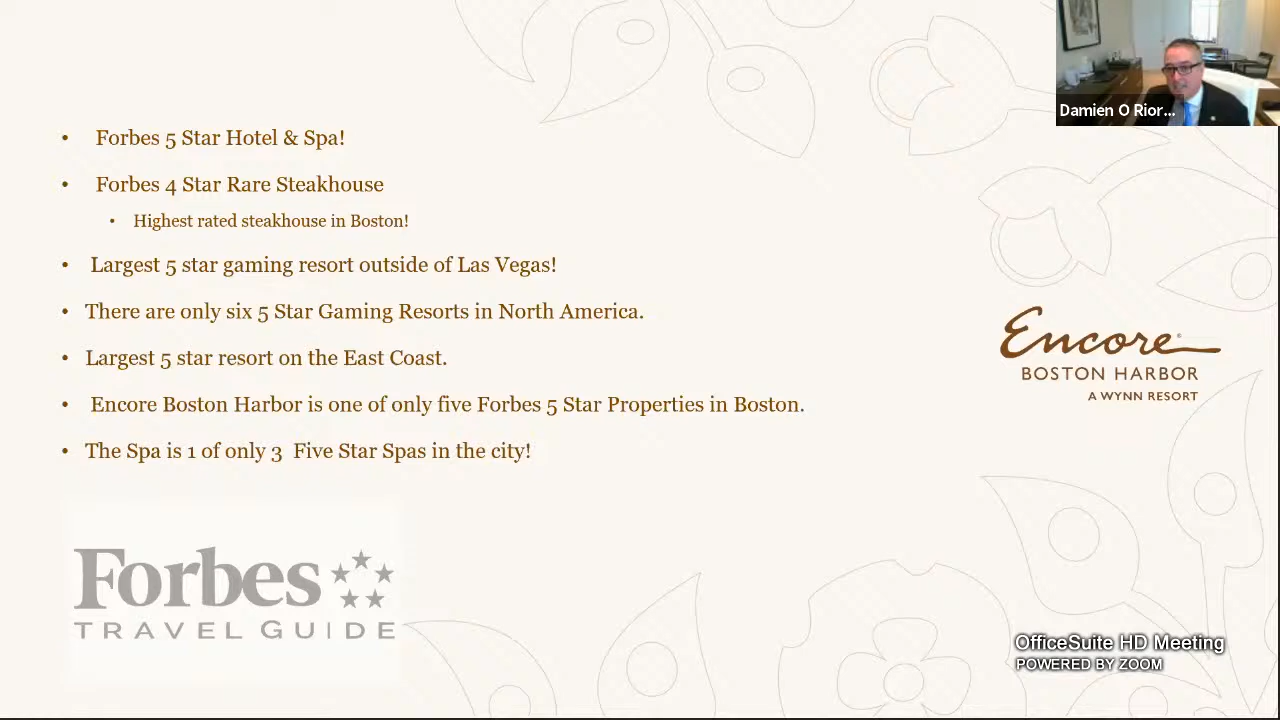 Damien O Rior...
• Forbes 5 Star Hotel & Spa!
• Forbes 4 Star Rare Steakhouse
• Highest rated steakhouse in Boston!
• Largest 5 star gaming resort outside of Las Vegas!
• There are only six 5 Star Gaming Resorts in North America.
• Largest 5 star resort on the East Coast.
• Encore Boston Harbor is one of only five Forbes 5 Star Properties in Boston.
• The Spa is 1 of only 3  Five Star Spas in the city!
Encore®
BOSTON HARBOR
A WYNN RESORT
Forbes
TRAVEL GUIDE
OfficeSuite HD Meeting
POWERED BY ZOOM